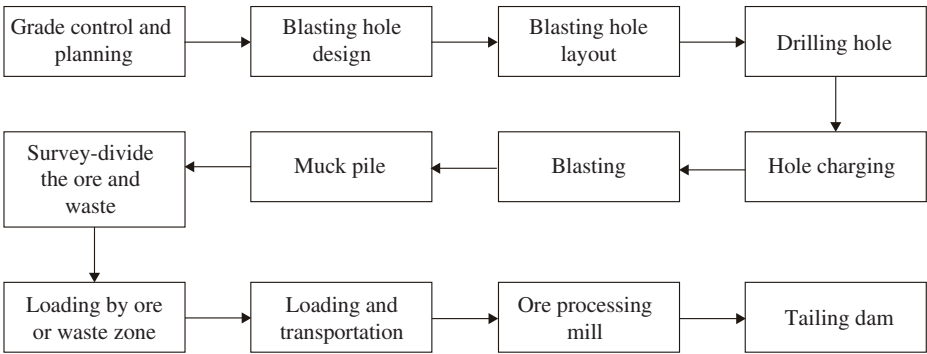 Grade control and
planning
Blasting hole
design
Blasting hole
layout
Drilling hole
Survey-divide
the ore and
waste
Muck pile
Blasting
Hole charging
Loading by ore
or waste zone
Loading and
transportation
Ore processing
mill
Tailing dam